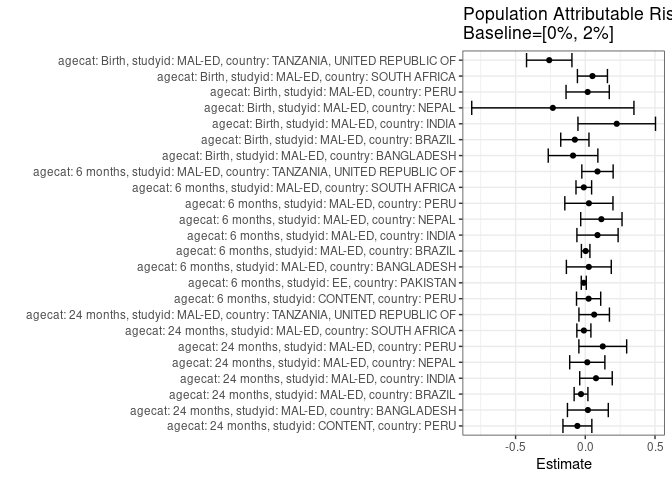 Population Attributable Ris
Baseline=[0%, 2%]
agecat: Birth, studyid: MAL-ED, country: TANZANIA, UNITED REPUBLIC OF
agecat: Birth, studyid: MAL-ED, country: SOUTH AFRICA
agecat: Birth, studyid: MAL-ED, country: PERU
agecat: Birth, studyid: MAL-ED, country: NEPAL
agecat: Birth, studyid: MAL-ED, country: INDIA
agecat: Birth, studyid: MAL-ED, country: BRAZIL
agecat: Birth, studyid: MAL-ED, country: BANGLADESH
agecat: 6 months, studyid: MAL-ED, country: TANZANIA, UNITED REPUBLIC OF
agecat: 6 months, studyid: MAL-ED, country: SOUTH AFRICA
agecat: 6 months, studyid: MAL-ED, country: PERU
agecat: 6 months, studyid: MAL-ED, country: NEPAL
agecat: 6 months, studyid: MAL-ED, country: INDIA
agecat: 6 months, studyid: MAL-ED, country: BRAZIL
agecat: 6 months, studyid: MAL-ED, country: BANGLADESH
agecat: 6 months, studyid: EE, country: PAKISTAN
agecat: 6 months, studyid: CONTENT, country: PERU
agecat: 24 months, studyid: MAL-ED, country: TANZANIA, UNITED REPUBLIC OF
agecat: 24 months, studyid: MAL-ED, country: SOUTH AFRICA
agecat: 24 months, studyid: MAL-ED, country: PERU
agecat: 24 months, studyid: MAL-ED, country: NEPAL
agecat: 24 months, studyid: MAL-ED, country: INDIA
agecat: 24 months, studyid: MAL-ED, country: BRAZIL
agecat: 24 months, studyid: MAL-ED, country: BANGLADESH
agecat: 24 months, studyid: CONTENT, country: PERU
-0.5 0.0 0.5
Estimate